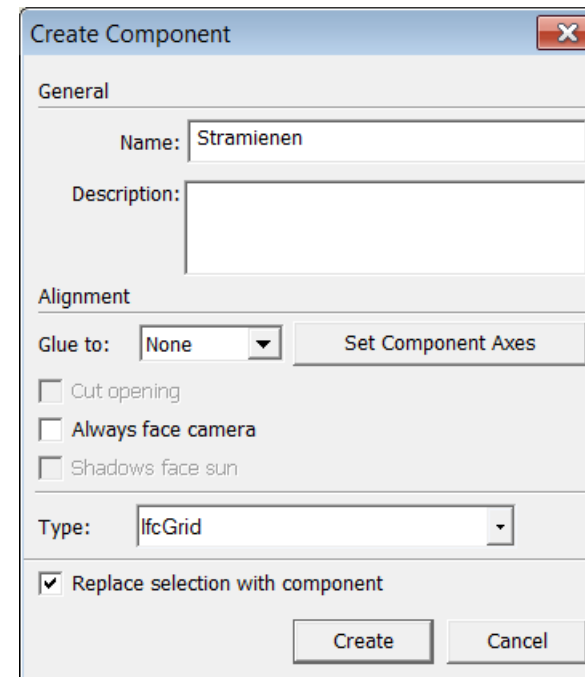 Create Component
General
Name: Stramienen
Description:
Alignment
Glue to: None Set Component Axes
Cut opening
Always face camera
Shadows face sun
Type: IfcGrid
Replace selection with component
Create Cancel